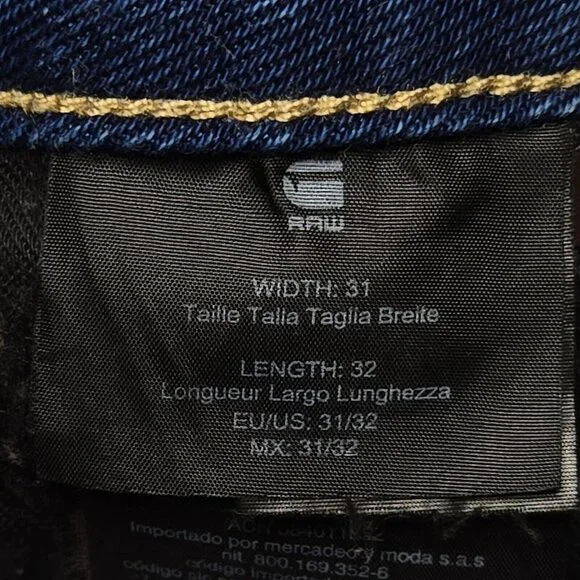 RAW
WIDTH: 31
Taille Talla Taglia Breite
LENGTH: 32
Longueur Largo Lunghezza
EU/US: 31/32
MX: 31/32
Importado por mercadeo y moda s.a.s
nit 800.169.352-6
código